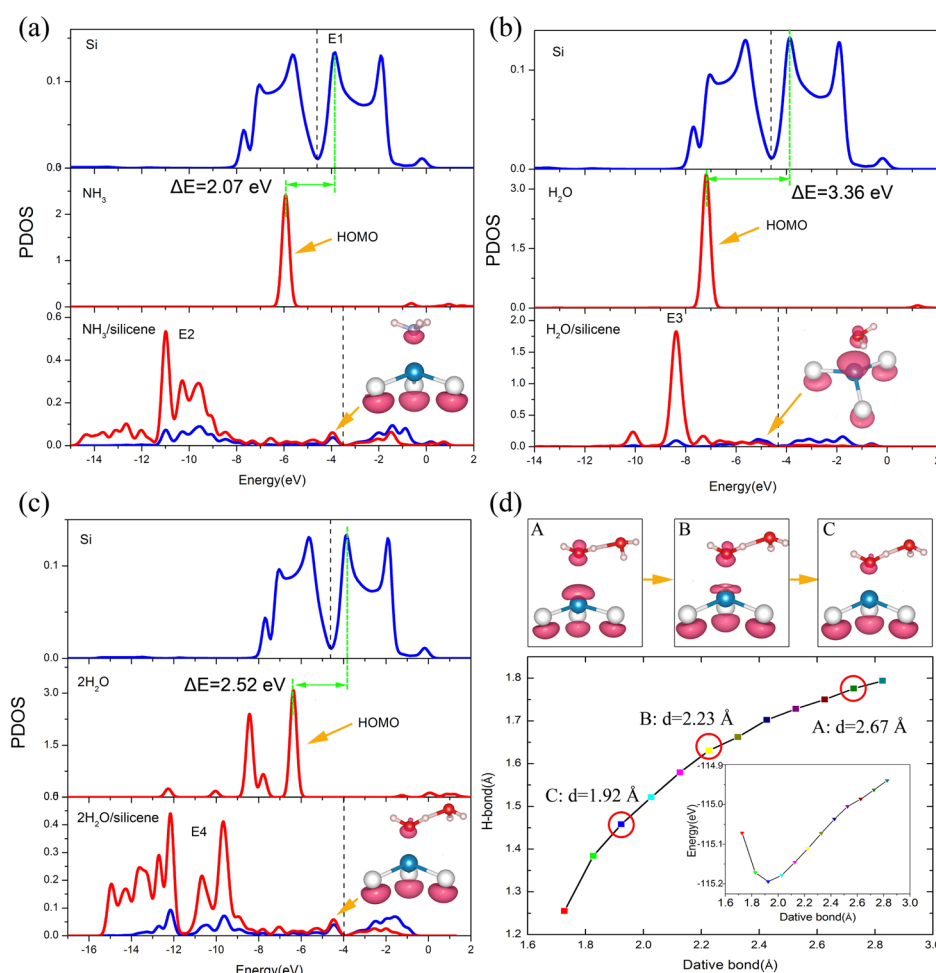 (a)
Si
E1
0.1
0.0
ΔE=2.07 eV
NH₃
2
1
0
HOMO
PDOS
0.6
0.4
0.2
0.0
NH₃/silicene
E2
-14 -12 -10 -8 -6 -4 -2 0 2
Energy(eV)
(b)
Si
0.1
0.0
3.0
1.5
0.0
H₂O
ΔE=3.36 eV
HOMO
PDOS
2.0
1.5
1.0
0.5
0.0
E3
H₂O/silicene
-14 -12 -10 -8 -6 -4 -2 0 2
Energy(eV)
(c)
Si
0.1
0.0
3.0
1.5
2H₂O
ΔE=2.52 eV
HOMO
PDOS
0.4
0.2
0.0
2H₂O/silicene
E4
-16 -14 -12 -10 -8 -6 -4 -2 0 2
Energy(eV)
(d)
A
B
C
1.8
1.7
1.6
1.5
1.4
1.3
1.2
H-bond(Å)
B: d=2.23 Å
A: d=2.67 Å
C: d=1.92 Å
-114.9
-115.0
-115.1
-115.2
Energy(eV)
1.6 1.8 2.0 2.2 2.4 2.6 2.8 3.0
Dative bond(Å)
1.6 1.8 2.0 2.2 2.4 2.6 2.8 3.0
Dative bond(Å)